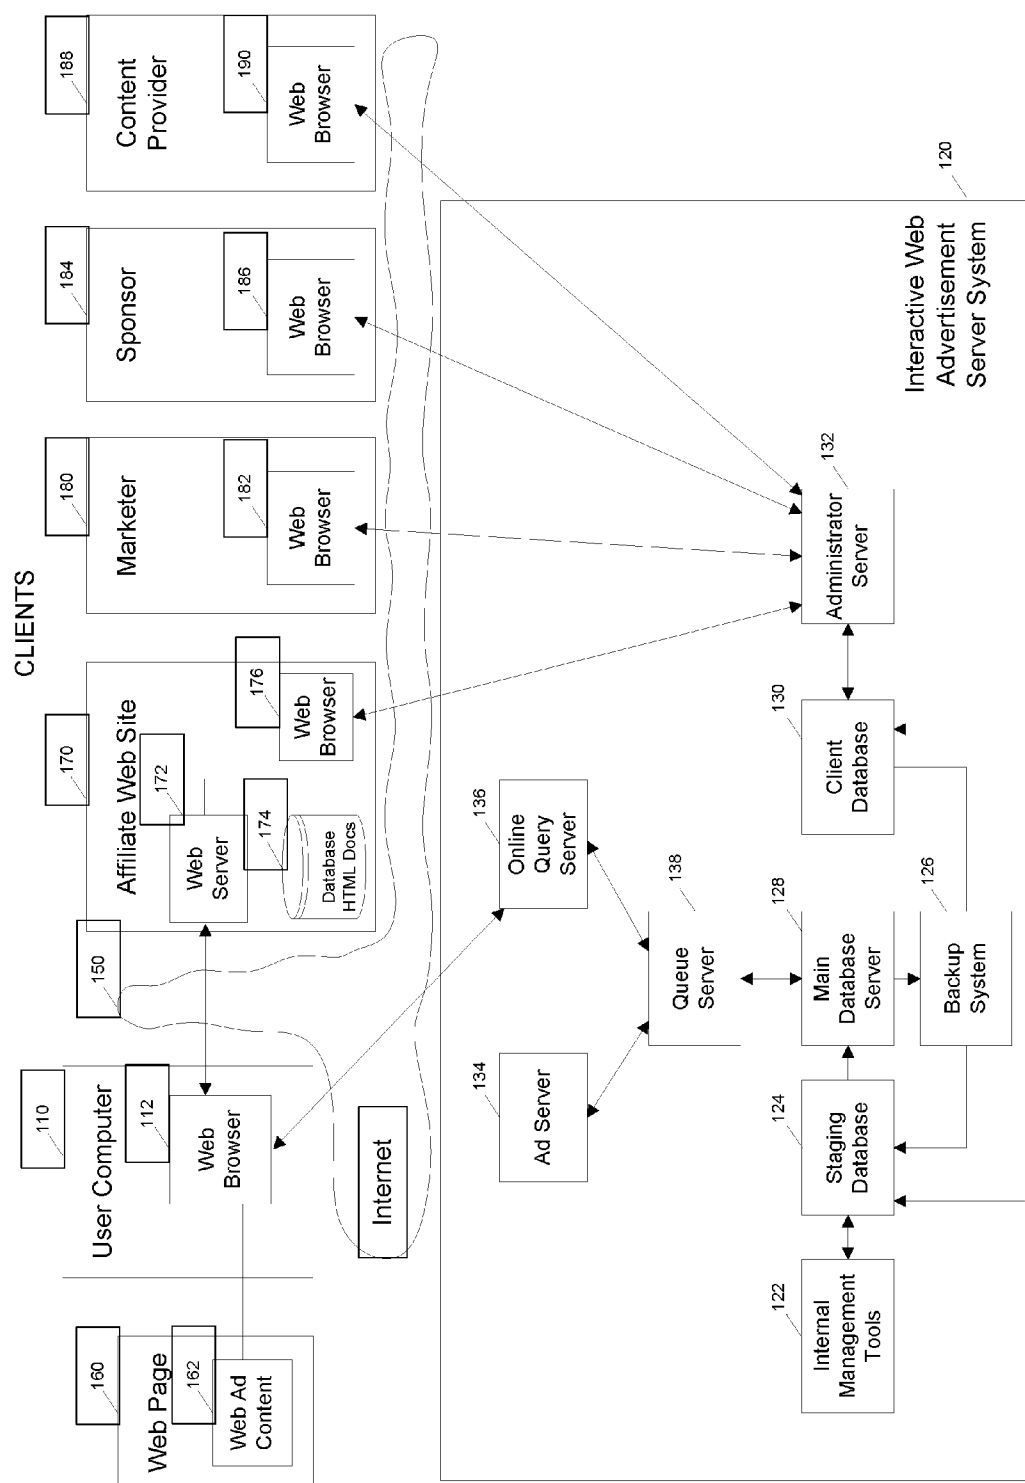 CLIENTS
160
Web Page
162
Web Ad
Content
110
User Computer
112
Web
Browser
150
Internet
170
Affiliate Web Site
172
Web
Server
174
Database
HTML Docs
176
Web
Browser
180
Marketer
182
Web
Browser
184
Sponsor
186
Web
Browser
188
Content
Provider
190
Web
Browser
134
Ad Server
136
Online
Query
Server
138
Queue
Server
122
Internal
Management
Tools
124
Staging
Database
128
Main
Database
Server
126
Backup
System
130
Client
Database
132
Administrator
Server
120
Interactive Web
Advertisement
Server System